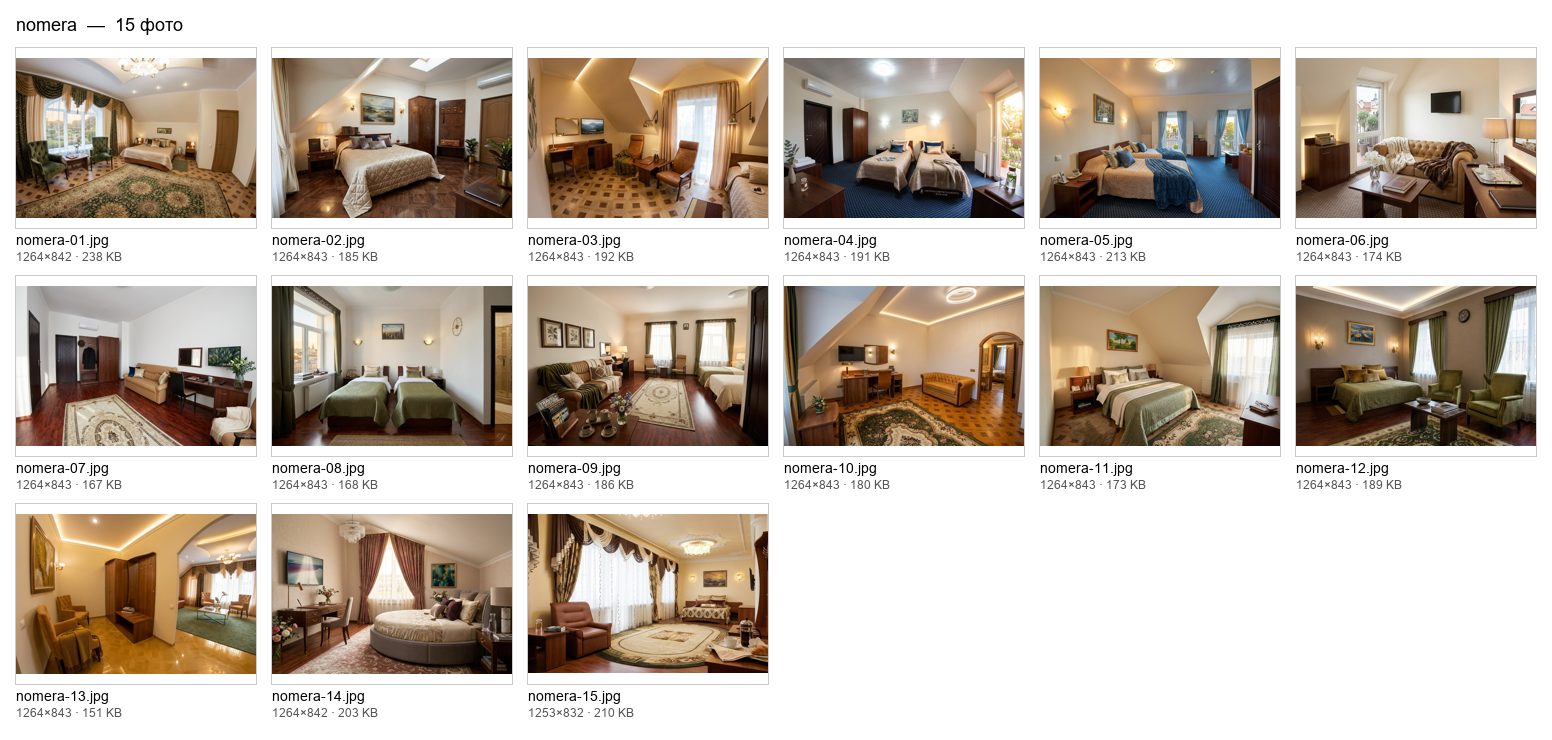 nomera — 15 фото
nomera-01.jpg
1264×842 · 238 KB
nomera-02.jpg
1264×843 · 185 KB
nomera-03.jpg
1264×843 · 192 KB
nomera-04.jpg
1264×843 · 191 KB
nomera-05.jpg
1264×843 · 213 KB
nomera-06.jpg
1264×843 · 174 KB
nomera-07.jpg
1264×843 · 167 KB
nomera-08.jpg
1264×843 · 168 KB
nomera-09.jpg
1264×843 · 186 KB
nomera-10.jpg
1264×843 · 180 KB
nomera-11.jpg
1264×843 · 173 KB
nomera-12.jpg
1264×843 · 189 KB
nomera-13.jpg
1264×843 · 151 KB
nomera-14.jpg
1264×842 · 203 KB
nomera-15.jpg
1253×832 · 210 KB